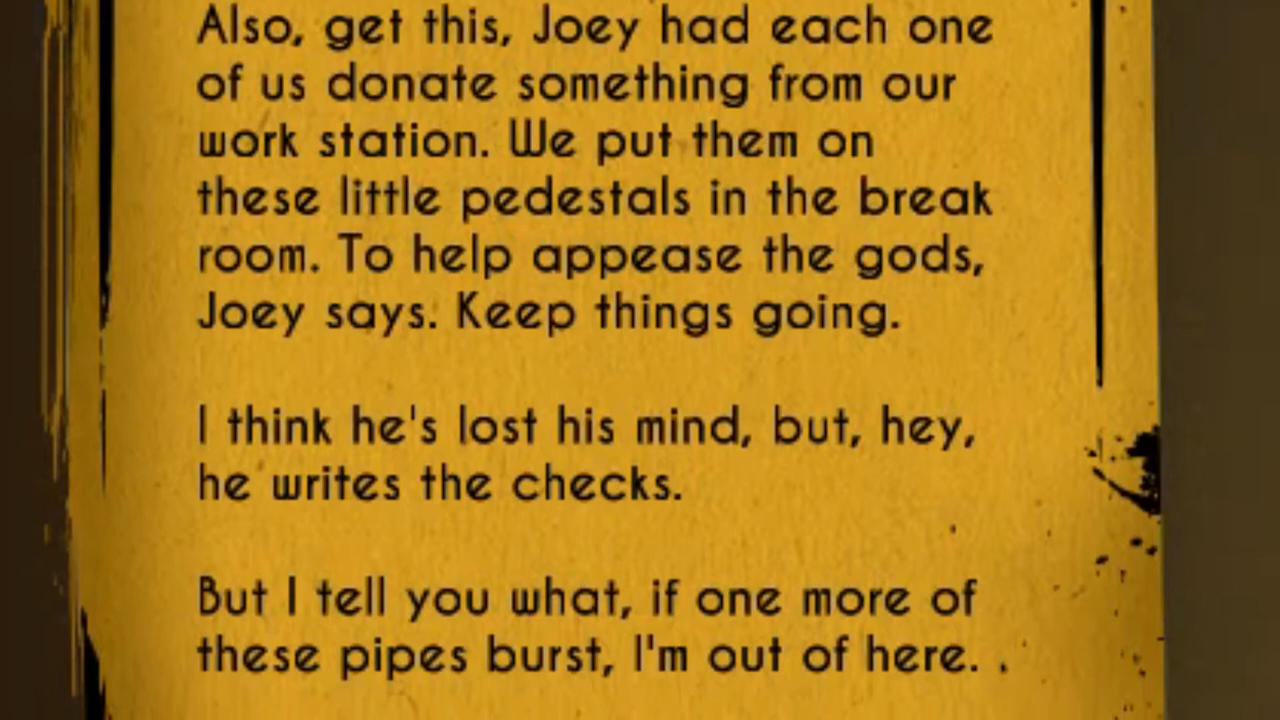 Also, get this, Joey had each one
of us donate something from our
work station. We put them on
these little pedestals in the break
room. To help appease the gods,
Joey says. Keep things going.
I think he's lost his mind, but, hey,
he writes the checks.
But I tell you what, if one more of
these pipes burst, I'm out of here. .